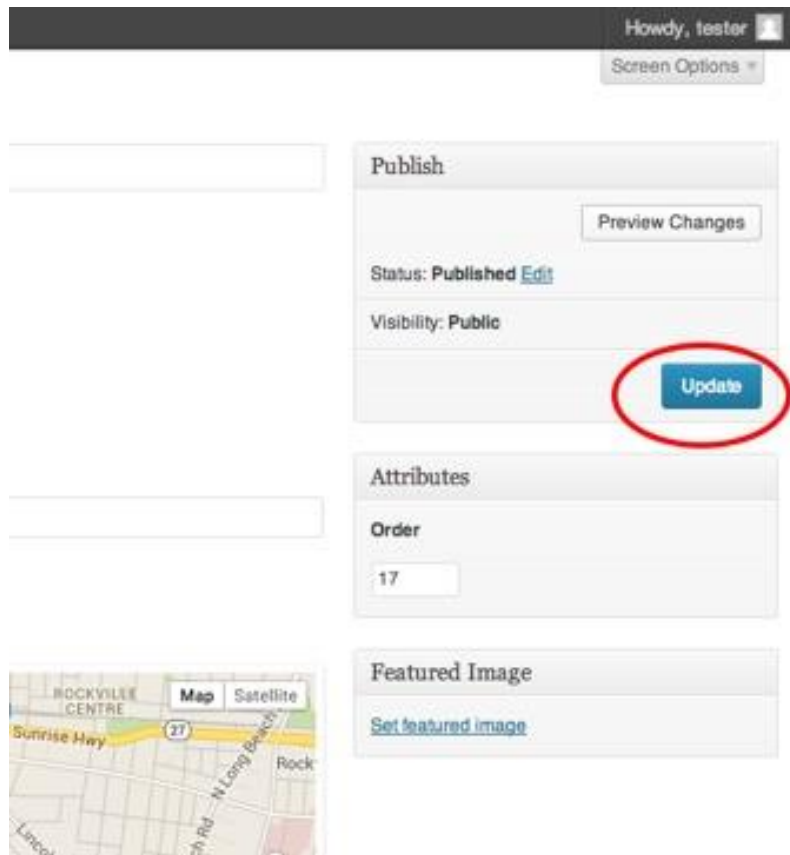 Howdy, tester
Screen Options
Publish
Preview Changes
Status: Published Edit
Visibility: Public
Update
Attributes
Order
17
Featured Image
Set featured image
ROCKVILLE
CENTRE
Map Satellite
Sunrise Hwy
27
N Long Beach Rd
Rock